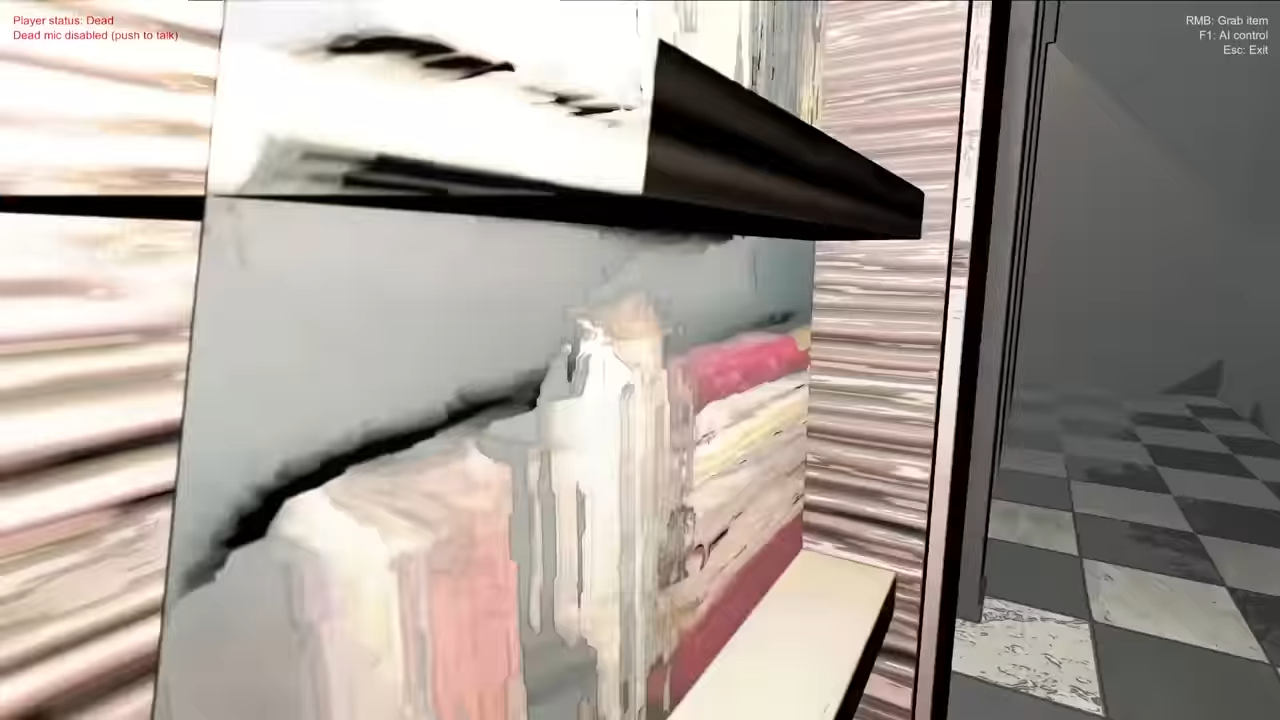 Player status: Dead
Dead mic disabled (push to talk)
RMB: Grab item
F1: AI control
Esc: Exit